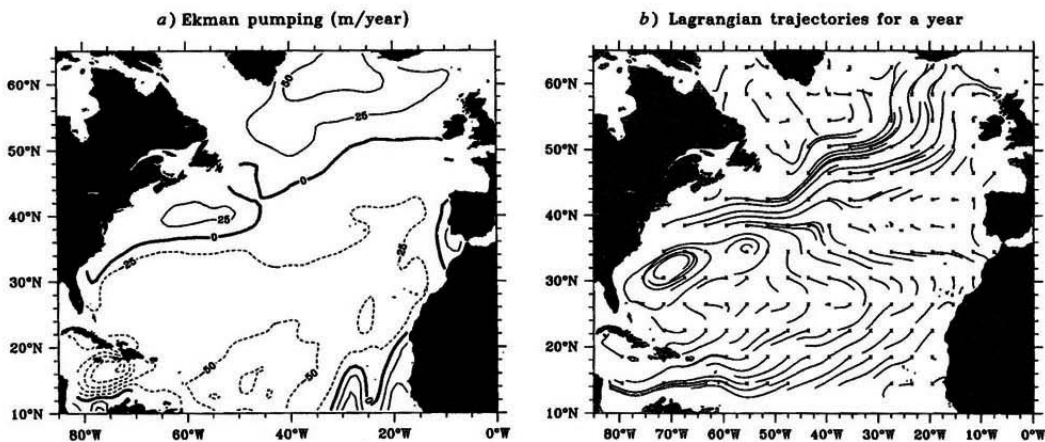 a) Ekman pumping (m/year)
b) Lagrangian trajectories for a year
60°N
50°N
40°N
30°N
20°N
10°N
80°W
60°W
40°W
20°W
0°W
50
25
0
25
0
-25
-25
-50
-50
60°N
50°N
40°N
30°N
20°N
10°N
80°W
70°W
60°W
50°W
40°W
30°W
20°W
10°W
0°W